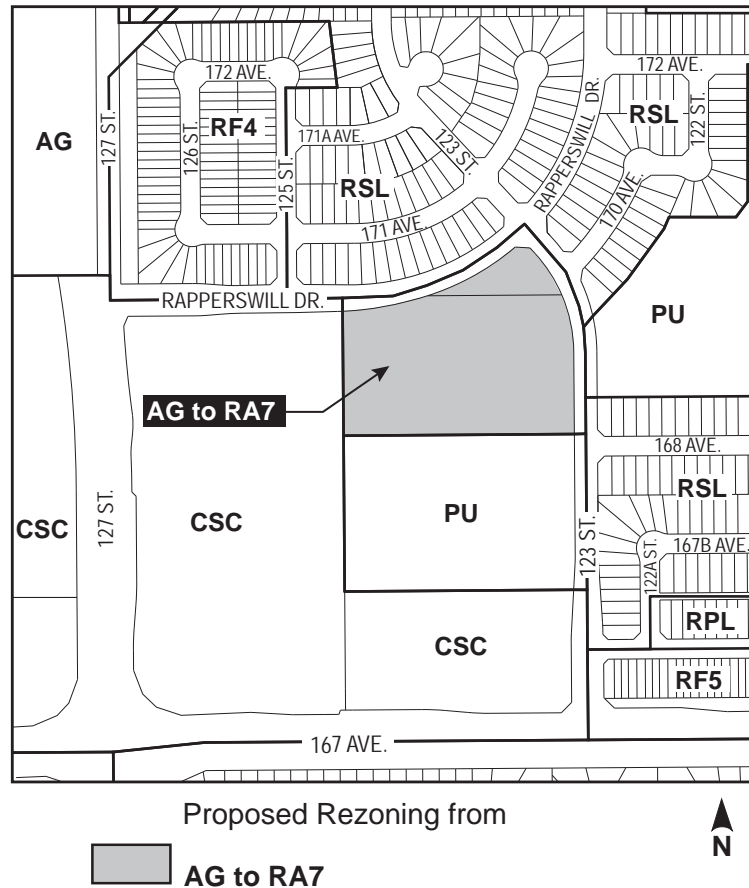 172 AVE.
172 AVE.
RAPPERSWILL DR.
AG
127 ST.
126 ST.
RF4
125 ST.
171A AVE.
123 ST.
RSL
RSL
122 ST.
171 AVE.
170 AVE.
RAPPERSWILL DR.
PU
AG to RA7
168 AVE.
RSL
CSC
127 ST.
CSC
PU
123 ST.
167B AVE.
122A ST.
RPL
CSC
RF5
167 AVE.
Proposed Rezoning from
AG to RA7
N